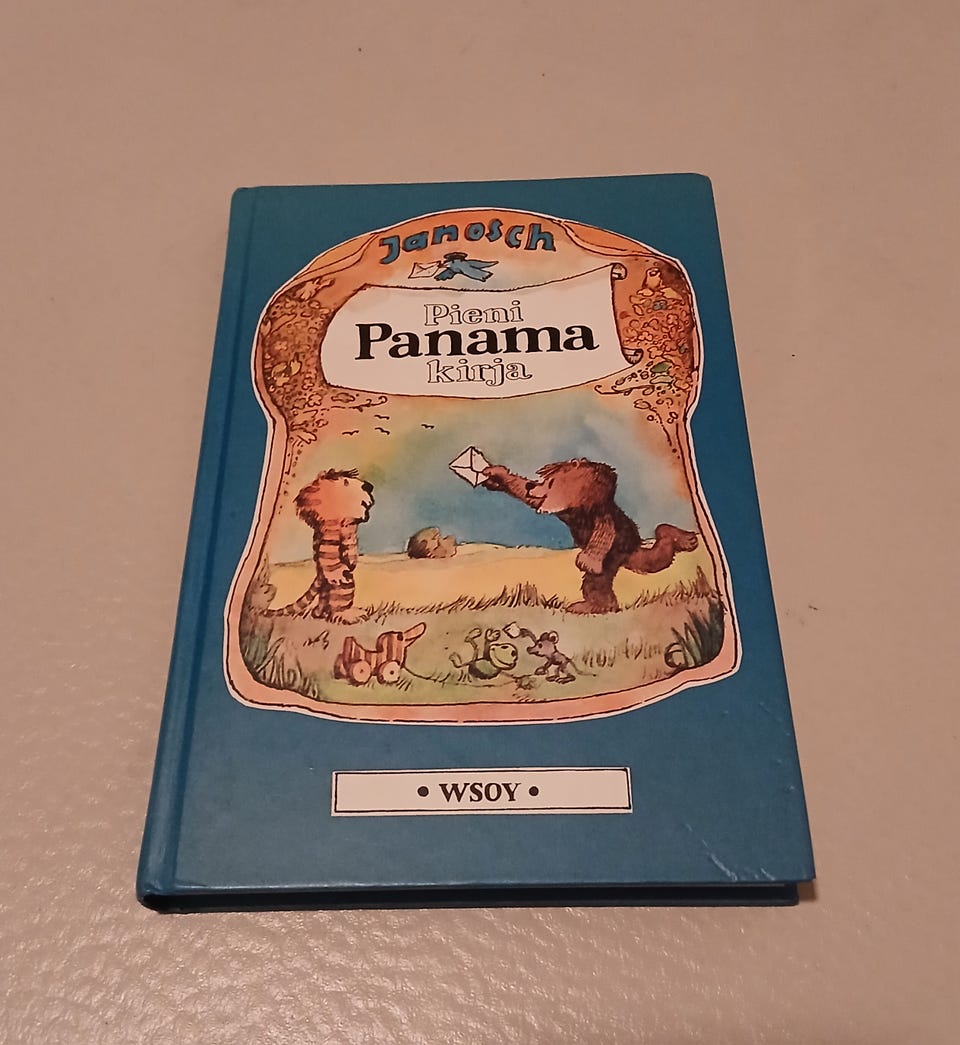 Janosch
Pieni
Panama
kirja
• WSOY •